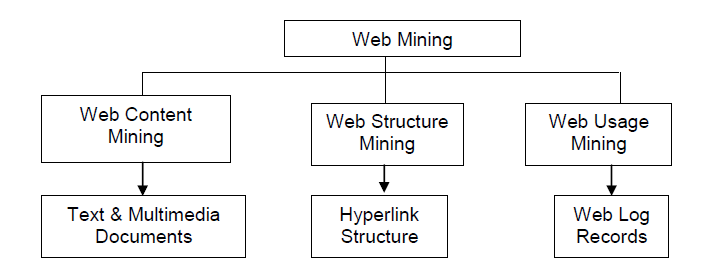 Web Mining
Web Content
Mining
Web Structure
Mining
Web Usage
Mining
Text & Multimedia
Documents
Hyperlink
Structure
Web Log
Records